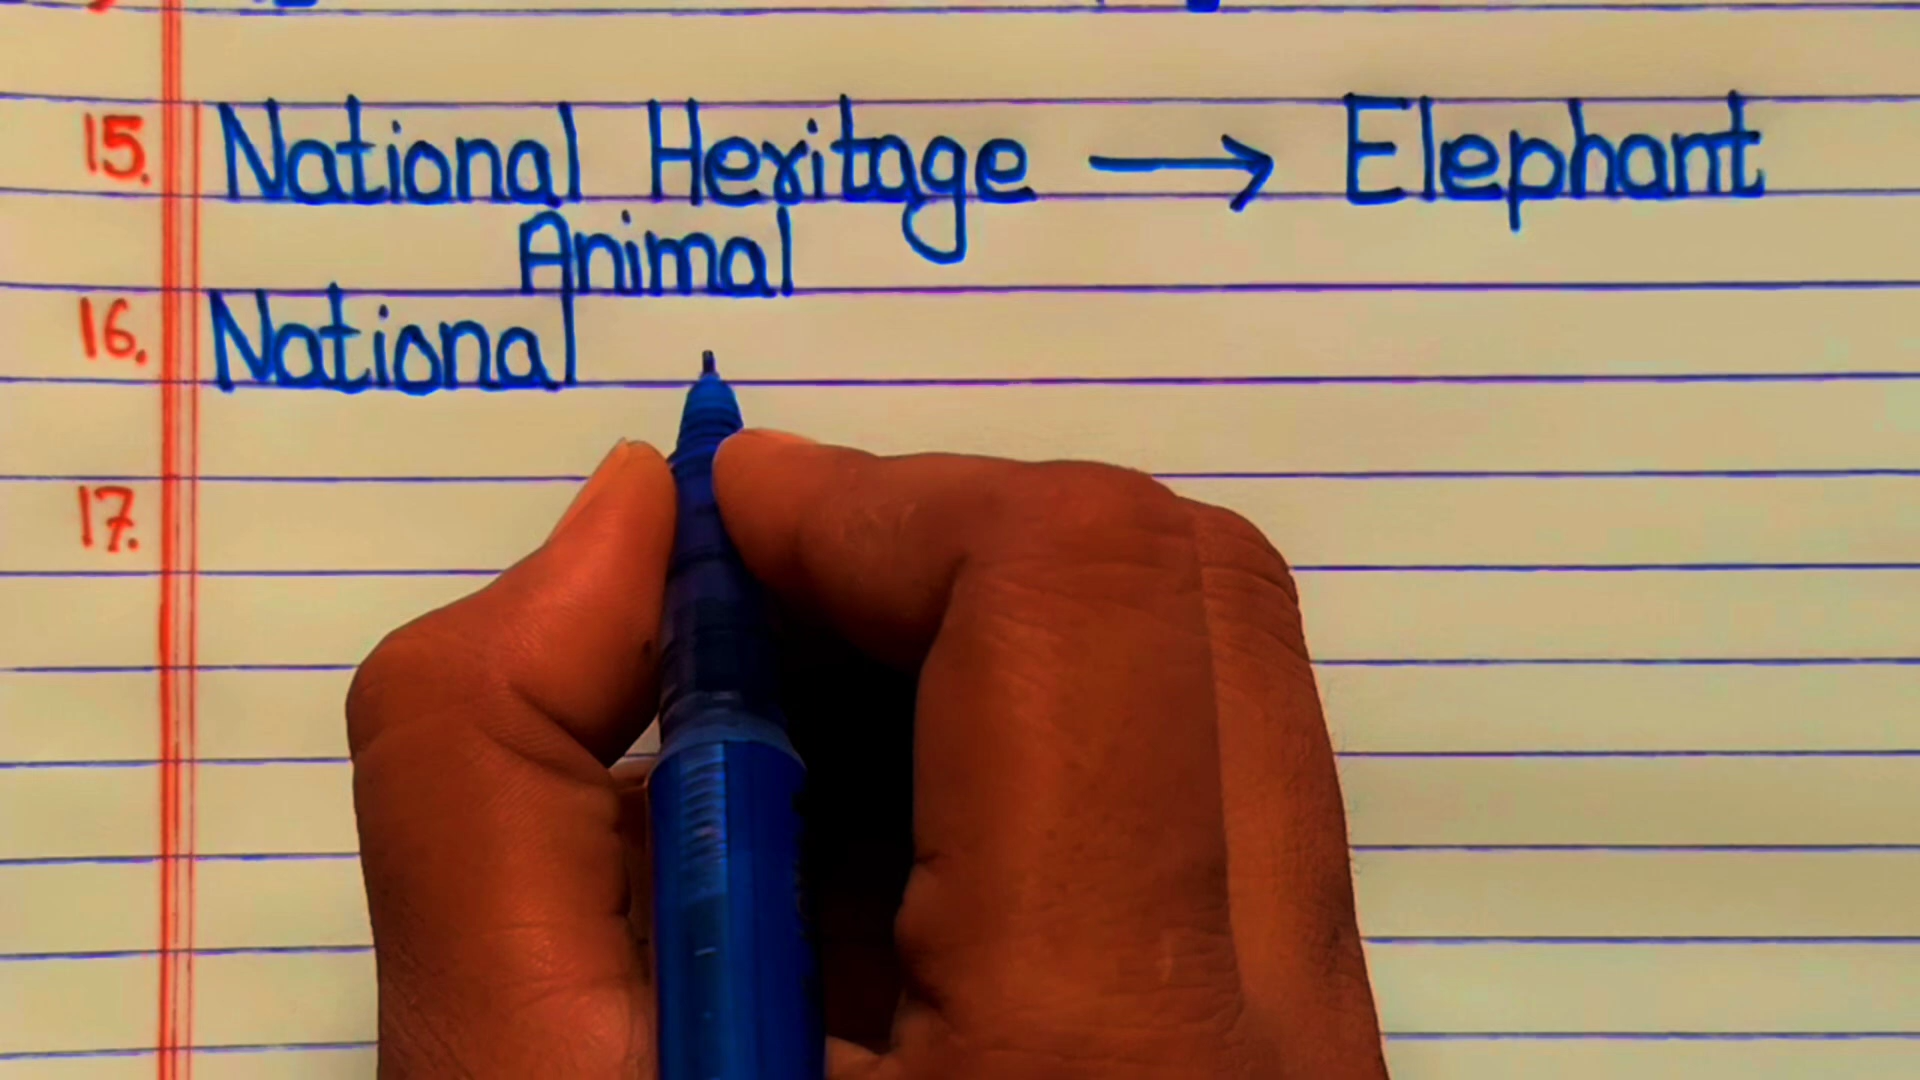 15. National Heritage → Elephant
Animal
16. National
17.